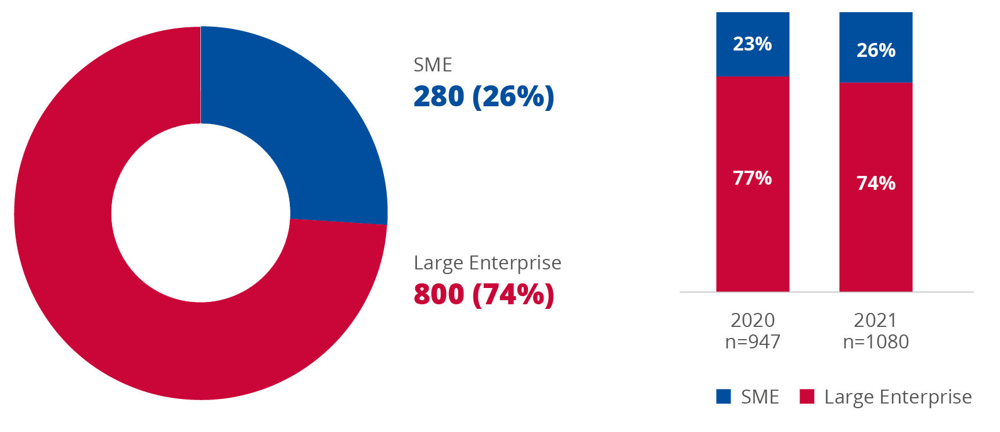 SME
280 (26%)
Large Enterprise
800 (74%)
23%
26%
77%
74%
2020
n=947
2021
n=1080
SME
Large Enterprise